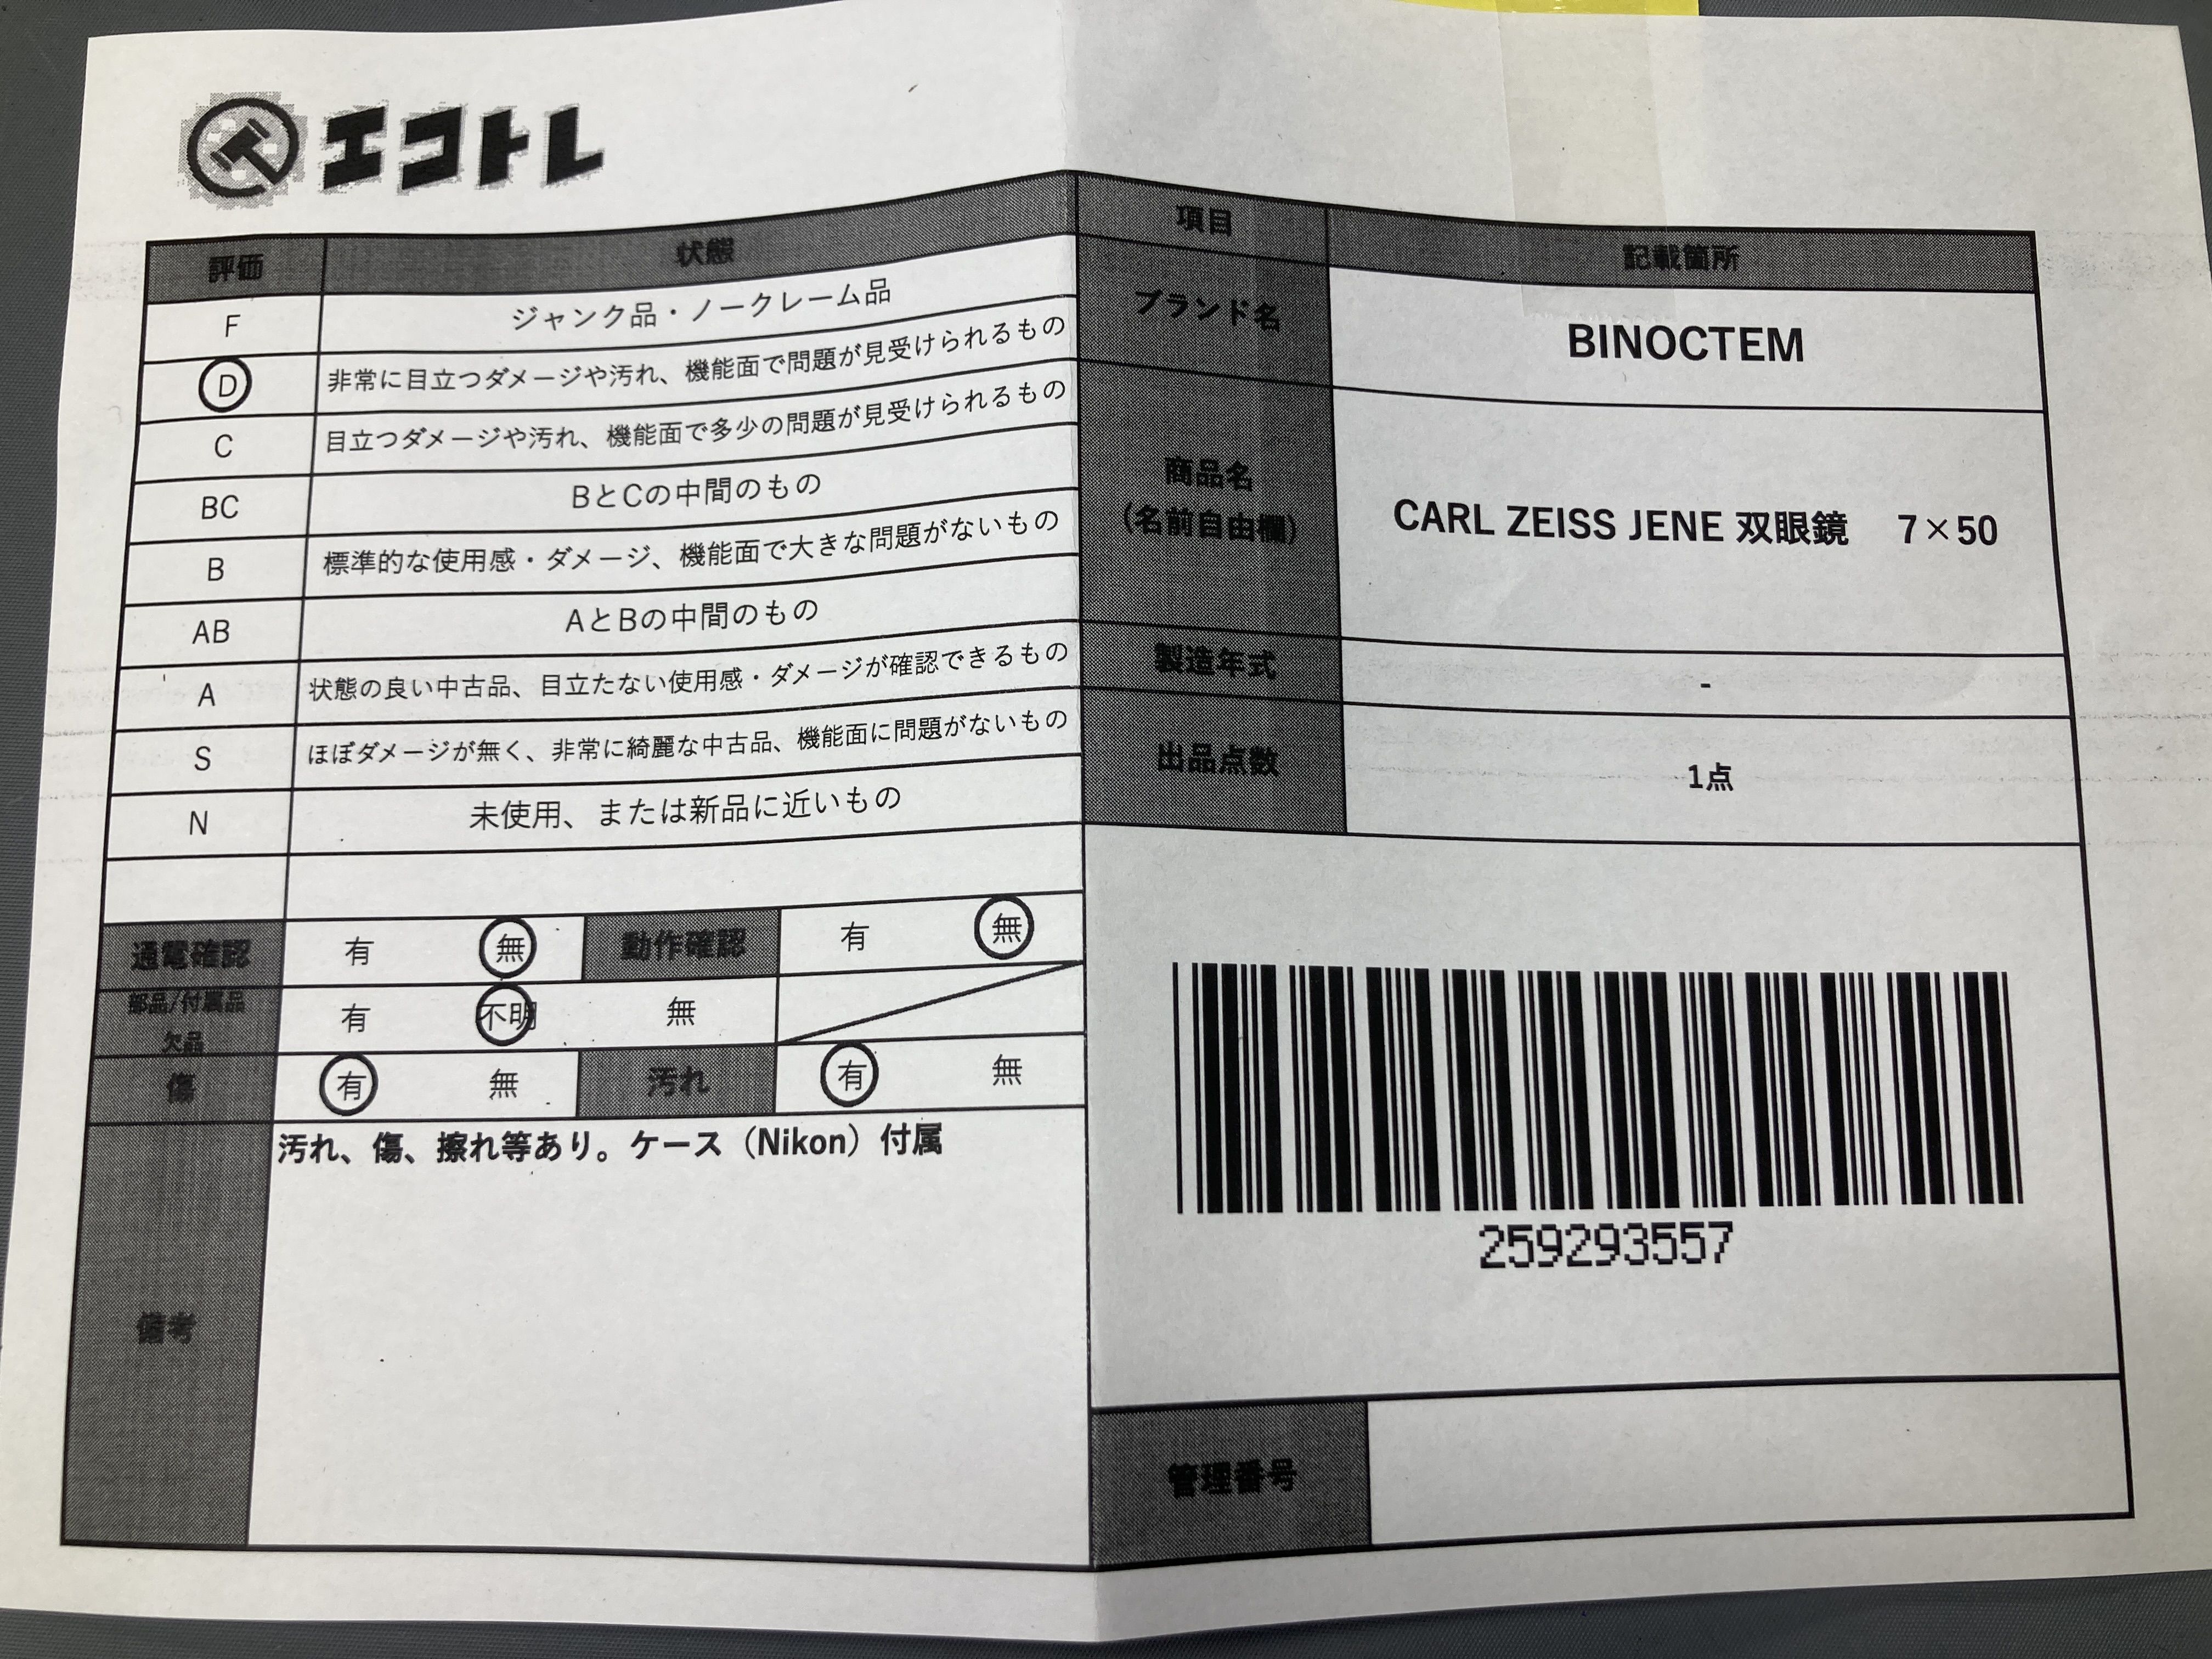 エコトレ
評価 状態
F ジャンク品・ノークレーム品
D 非常に目立つダメージや汚れ、機能面で問題が見受けられるもの
C 目立つダメージや汚れ、機能面で多少の問題が見受けられるもの
BC BとCの中間のもの
B 標準的な使用感・ダメージ、機能面で大きな問題がないもの
AB AとBの中間のもの
A 状態の良い中古品、目立たない使用感・ダメージが確認できるもの
S ほぼダメージが無く、非常に綺麗な中古品、機能面に問題がないもの
N 未使用、または新品に近いもの
通電確認 有 無 動作確認 有 無
部品/付属品
欠品
有 不明 無
傷 有 無 汚れ 有 無
備考
汚れ、傷、擦れ等あり。ケース（Nikon）付属
項目 記載箇所
ブランド名 BINOCTEM
商品名
(名前自由欄)
CARL ZEISS JENE 双眼鏡 7×50
製造年式 -
出品点数 1点
259293557
管理番号